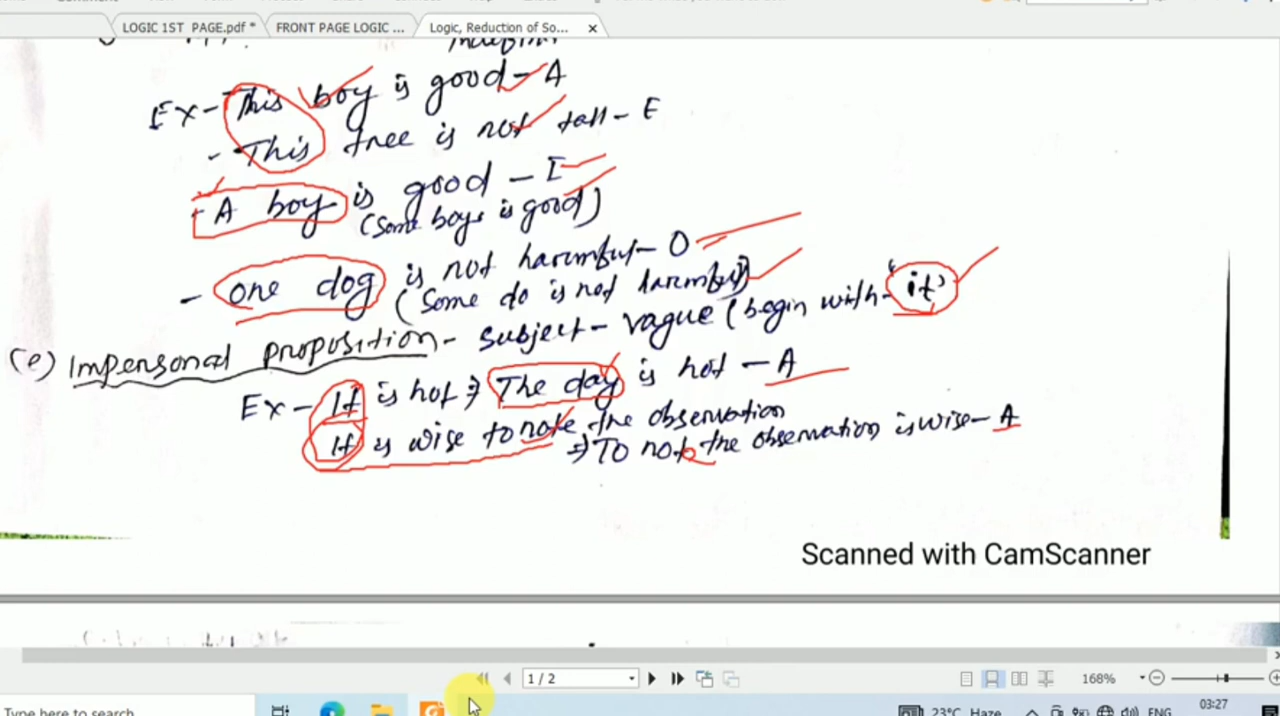 LOGIC 1ST PAGE.pdf * FRONT PAGE LOGIC ... Logic, Reduction of So... ×
Ex - This boy is good - A
- This tree is not tall - E
- A boy is good - I
(Some boys is good)
- one dog is not harmful - O
(Some do is not harmful)
(e) Impersonal proposition - subject - vague (begin with - "it")
Ex - It is hot ⇒ The day is hot - A
It is wise to note the observation
⇒ To note the observation is wise - A
Scanned with CamScanner
1 / 2
168%
Type here to search
23°C Haze
ENG
03:27